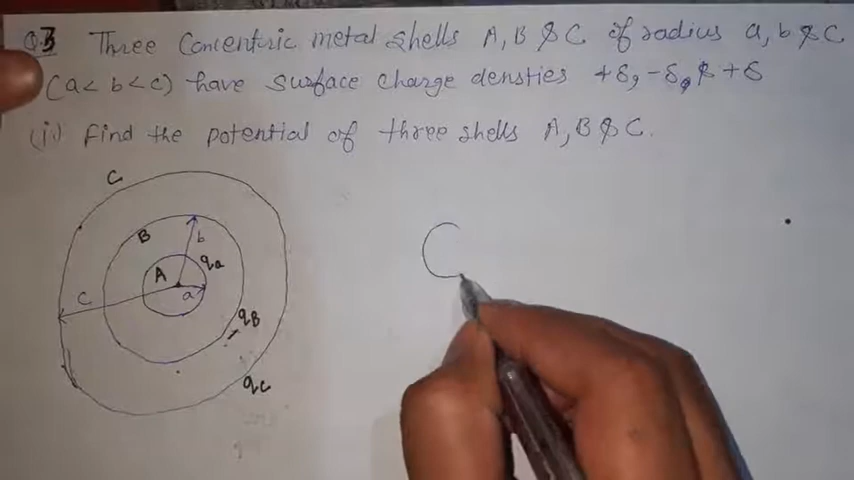 Q.3 Three Concentric metal shells A, B & C of radius a, b & c
(a < b < c) have surface charge densties +δ, -δ, & +δ
(i) Find the potential of three shells A, B & C.
C
B
b
A
qa
a
C
qB
qc